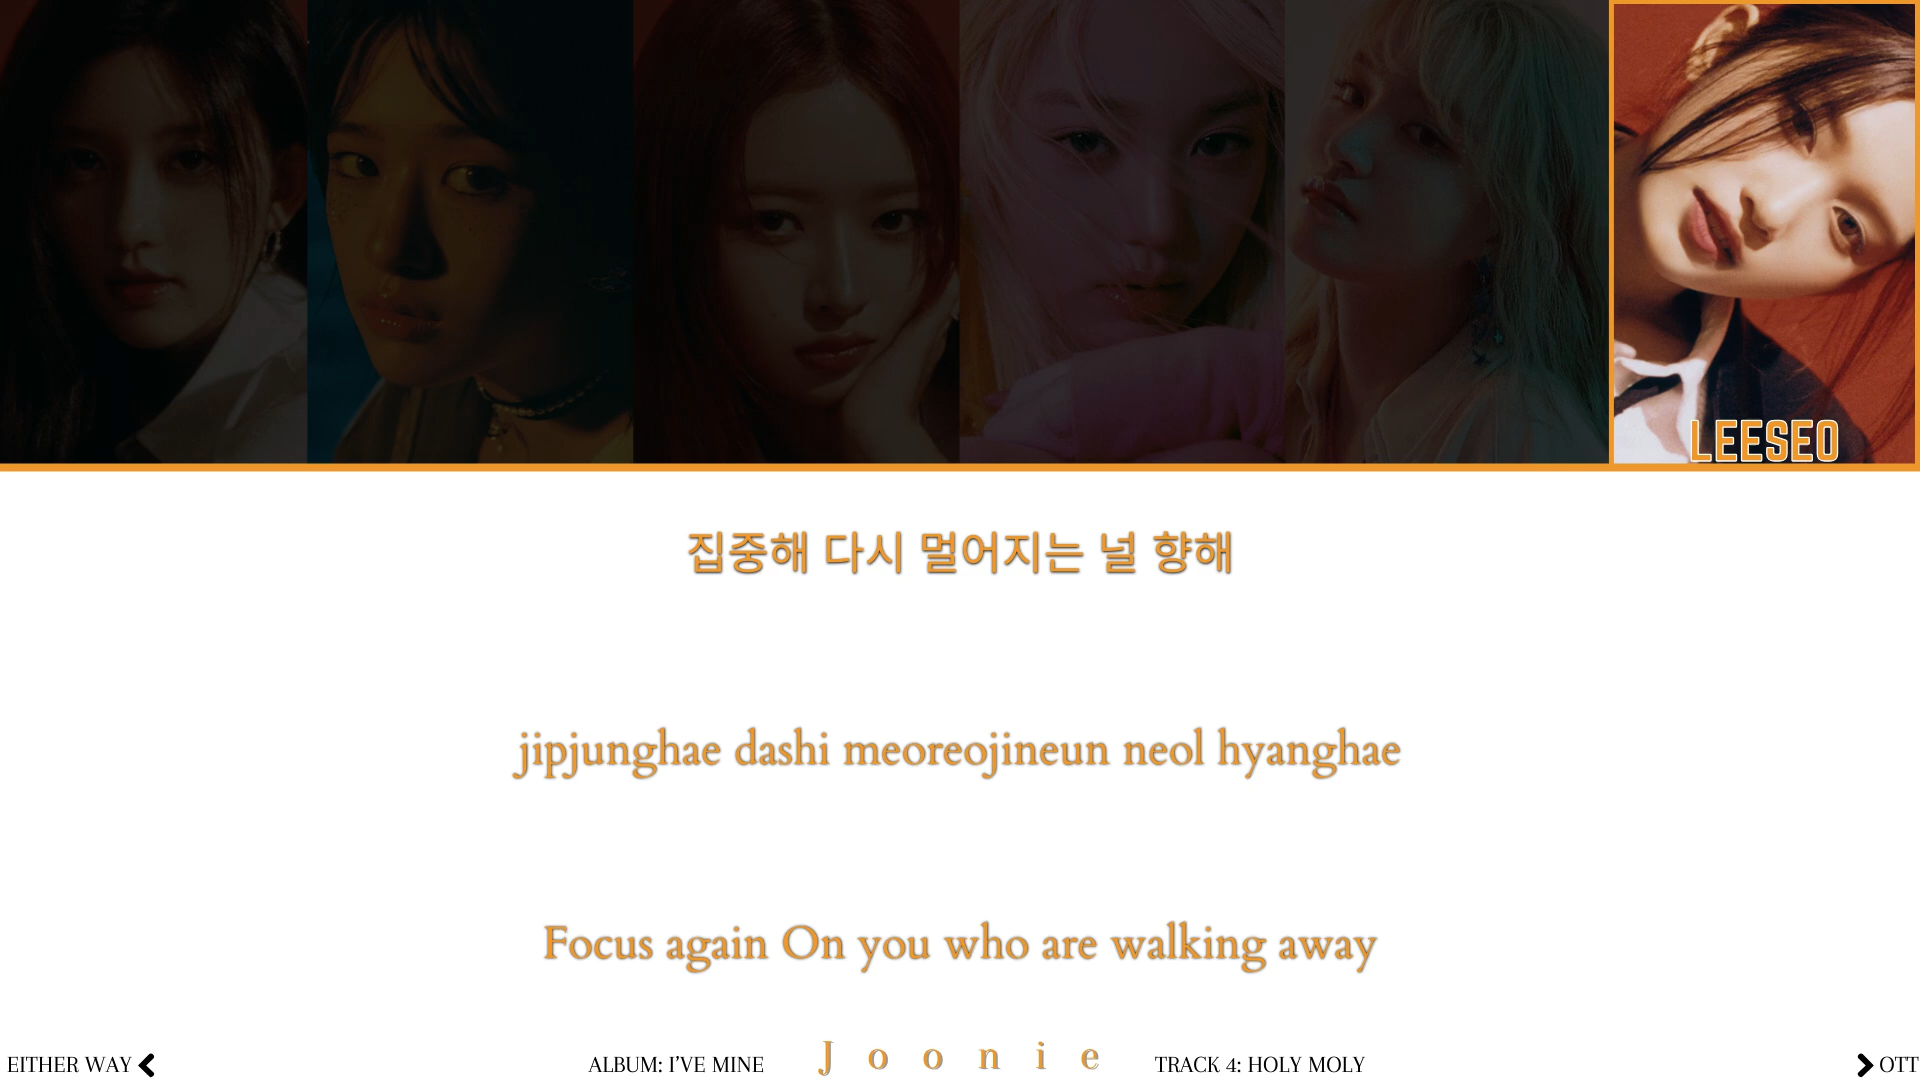 LEESEO
집중해 다시 멀어지는 널 향해
jipjunghae dashi meoreojineun neol hyanghae
Focus again On you who are walking away
EITHER WAY
ALBUM: I'VE MINE
Joonie
TRACK 4: HOLY MOLY
OTT